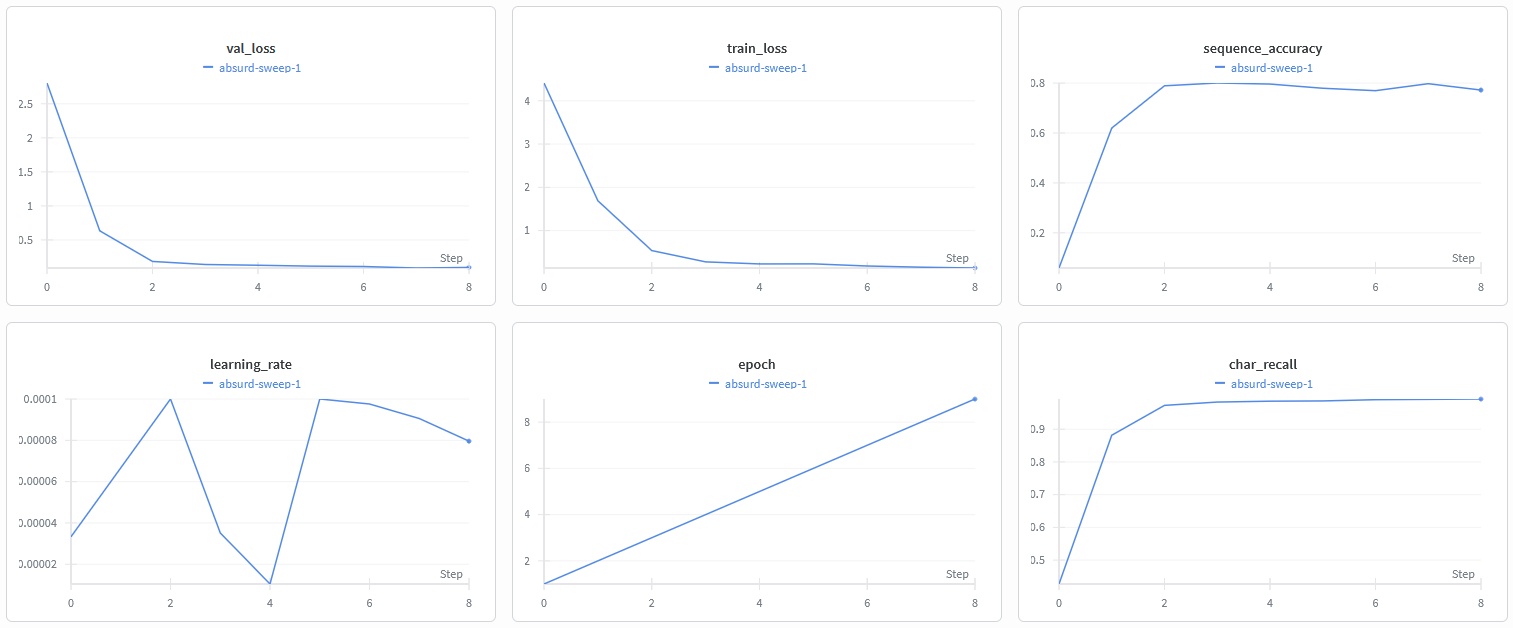 val_loss
absurd-sweep-1
2.5
2
1.5
1
0.5
Step
0 2 4 6 8
train_loss
absurd-sweep-1
4
3
2
1
Step
0 2 4 6 8
sequence_accuracy
absurd-sweep-1
0.8
0.6
0.4
0.2
Step
0 2 4 6 8
learning_rate
absurd-sweep-1
0.0001
0.00008
0.00006
0.00004
0.00002
Step
0 2 4 6 8
epoch
absurd-sweep-1
8
6
4
2
Step
0 2 4 6 8
char_recall
absurd-sweep-1
0.9
0.8
0.7
0.6
0.5
Step
0 2 4 6 8